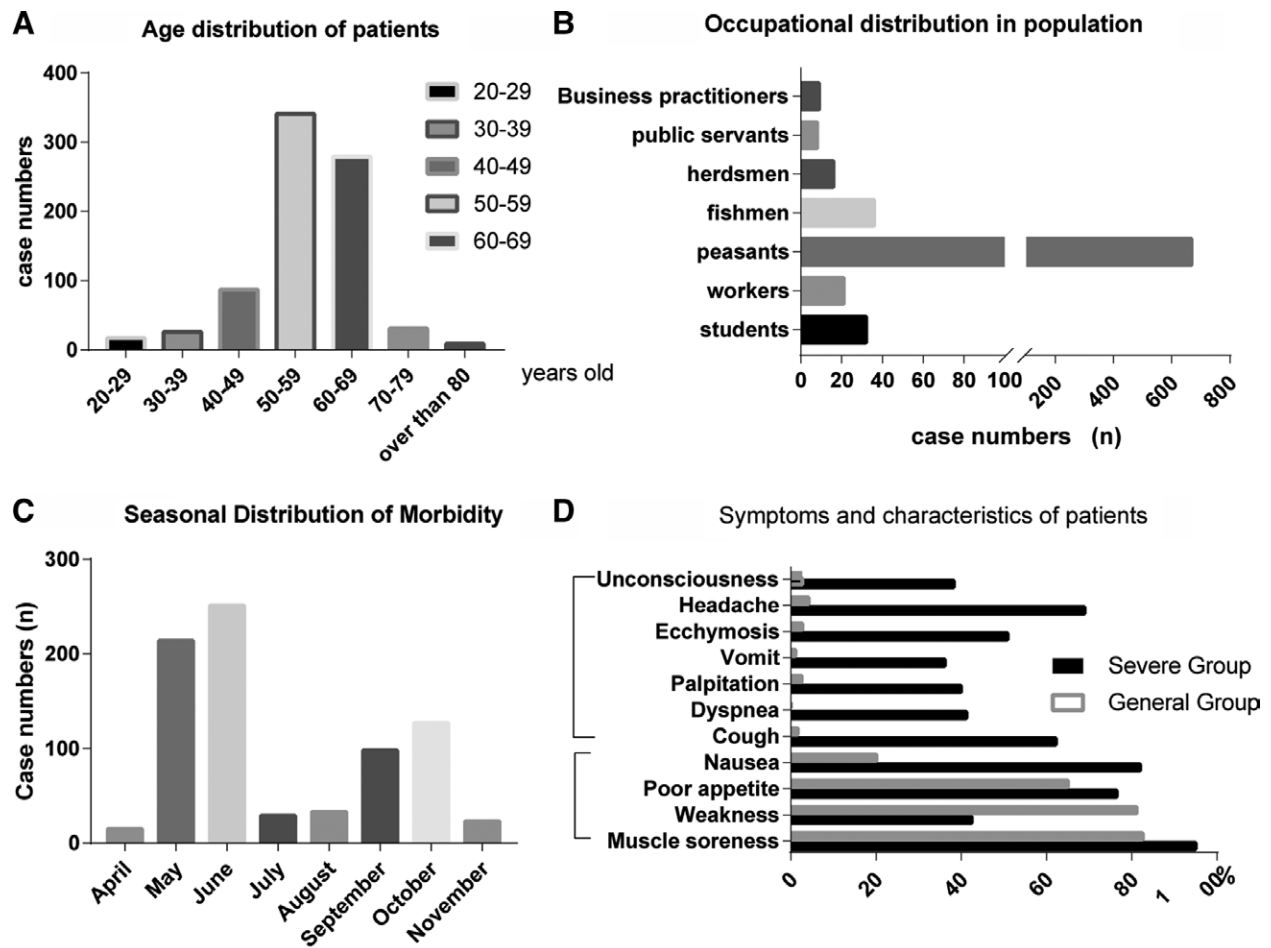 A
Age distribution of patients
case numbers
400
300
200
100
0
20-29
30-39
40-49
50-59
60-69
70-79
over than 80
years old
20-29
30-39
40-49
50-59
60-69
B
Occupational distribution in population
Business practitioners
public servants
herdsmen
fishmen
peasants
workers
students
0 20 40 60 80 100 200 400 600 800
case numbers (n)
C
Seasonal Distribution of Morbidity
Case numbers (n)
300
200
100
0
April
May
June
July
August
September
October
November
D
Symptoms and characteristics of patients
Unconsciousness
Headache
Ecchymosis
Vomit
Palpitation
Dyspnea
Cough
Nausea
Poor appetite
Weakness
Muscle soreness
Severe Group
General Group
0 20 40 60 80 1 00%